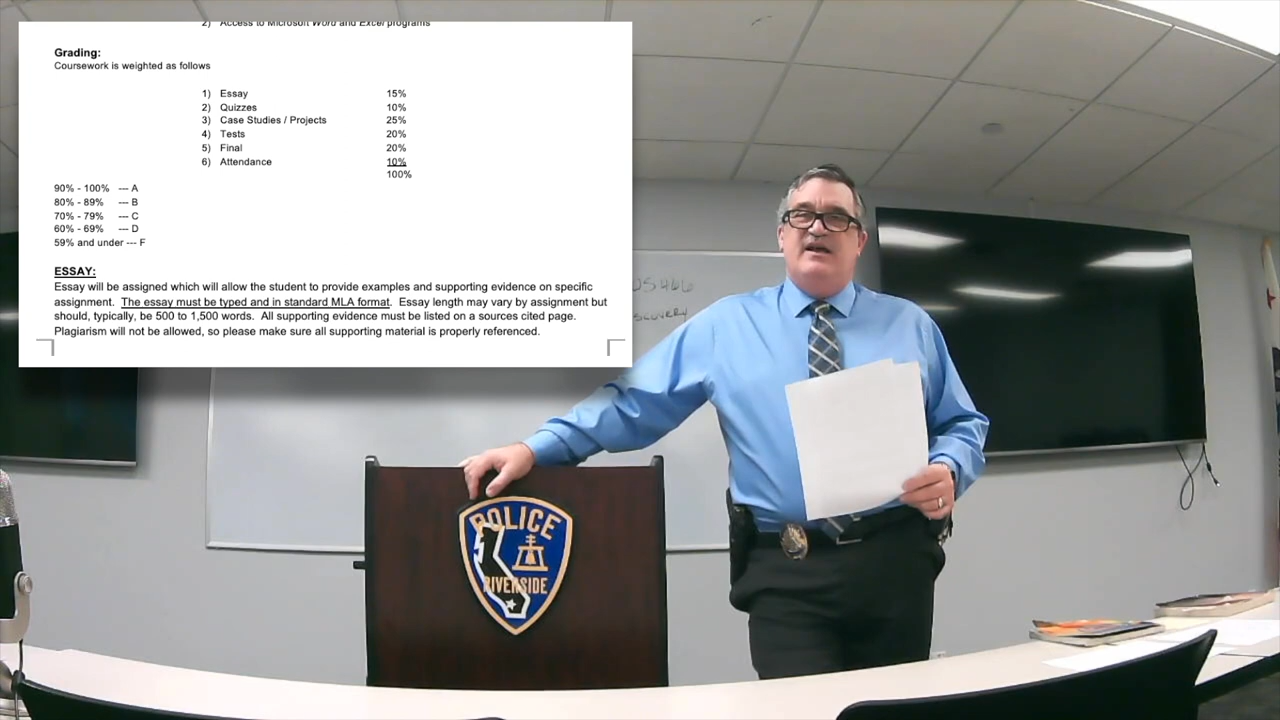 2) Access to Microsoft Word and Excel programs
Grading:
Coursework is weighted as follows
1) Essay 15%
2) Quizzes 10%
3) Case Studies / Projects 25%
4) Tests 20%
5) Final 20%
6) Attendance 10%
100%
90% - 100% --- A
80% - 89% --- B
70% - 79% --- C
60% - 69% --- D
59% and under --- F
ESSAY:
Essay will be assigned which will allow the student to provide examples and supporting evidence on specific
assignment. The essay must be typed and in standard MLA format. Essay length may vary by assignment but
should, typically, be 500 to 1,500 words. All supporting evidence must be listed on a sources cited page.
Plagiarism will not be allowed, so please make sure all supporting material is properly referenced.
POLICE
RIVERSIDE